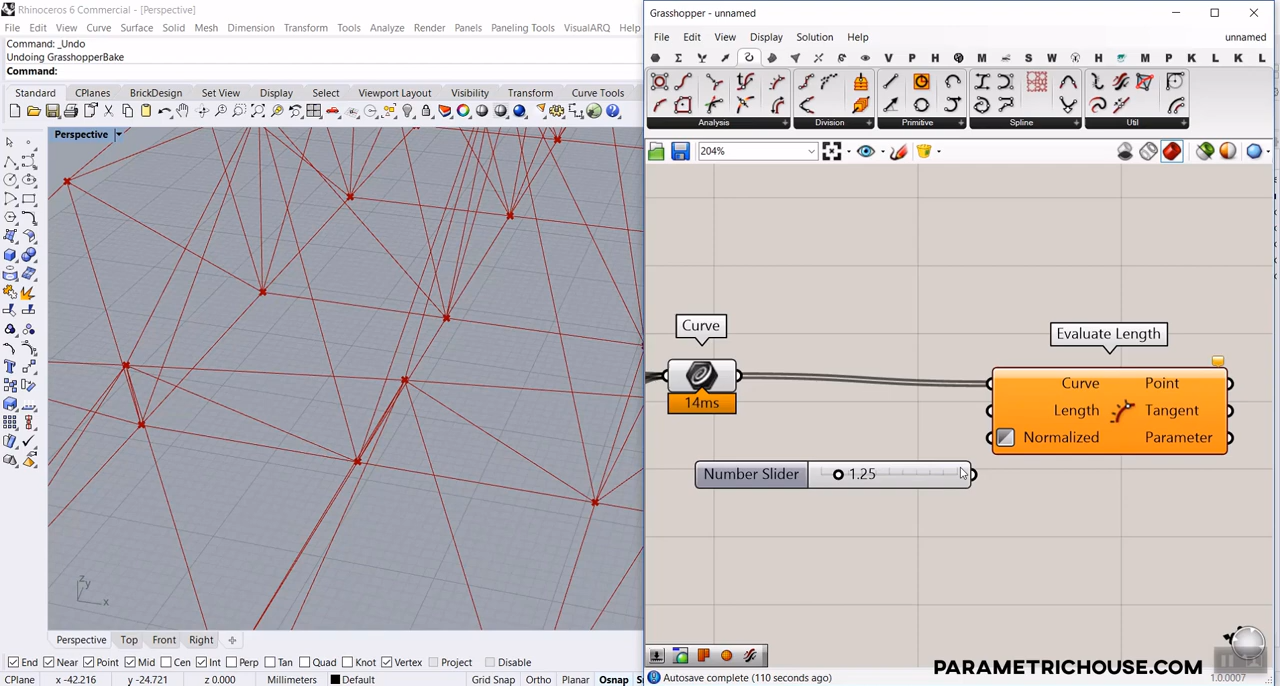 Rhinoceros 6 Commercial - [Perspective]
File Edit View Curve Surface Solid Mesh Dimension Transform Tools Analyze Render Panels Paneling Tools VisualARQ Help
Command: _Undo
Undoing GrasshopperBake
Command:
Standard CPlanes BrickDesign Set View Display Select Viewport Layout Visibility Transform Curve Tools
Perspective
z y x
Perspective Top Front Right
End Near Point Mid Cen Int Perp Tan Quad Knot Vertex Project Disable
CPlane x -42.216 y -24.721 z 0.000 Millimeters Default Grid Snap Ortho Planar Osnap
Grasshopper - unnamed
File Edit View Display Solution Help unnamed
V P H M S W H M P K L K L
Analysis Division Primitive Spline Util
204%
Curve
14ms
Evaluate Length
Curve Point
Length Tangent
Normalized Parameter
Number Slider 1.25
PARAMETRICHOUSE.COM
Autosave complete (110 seconds ago)
1.0.0007